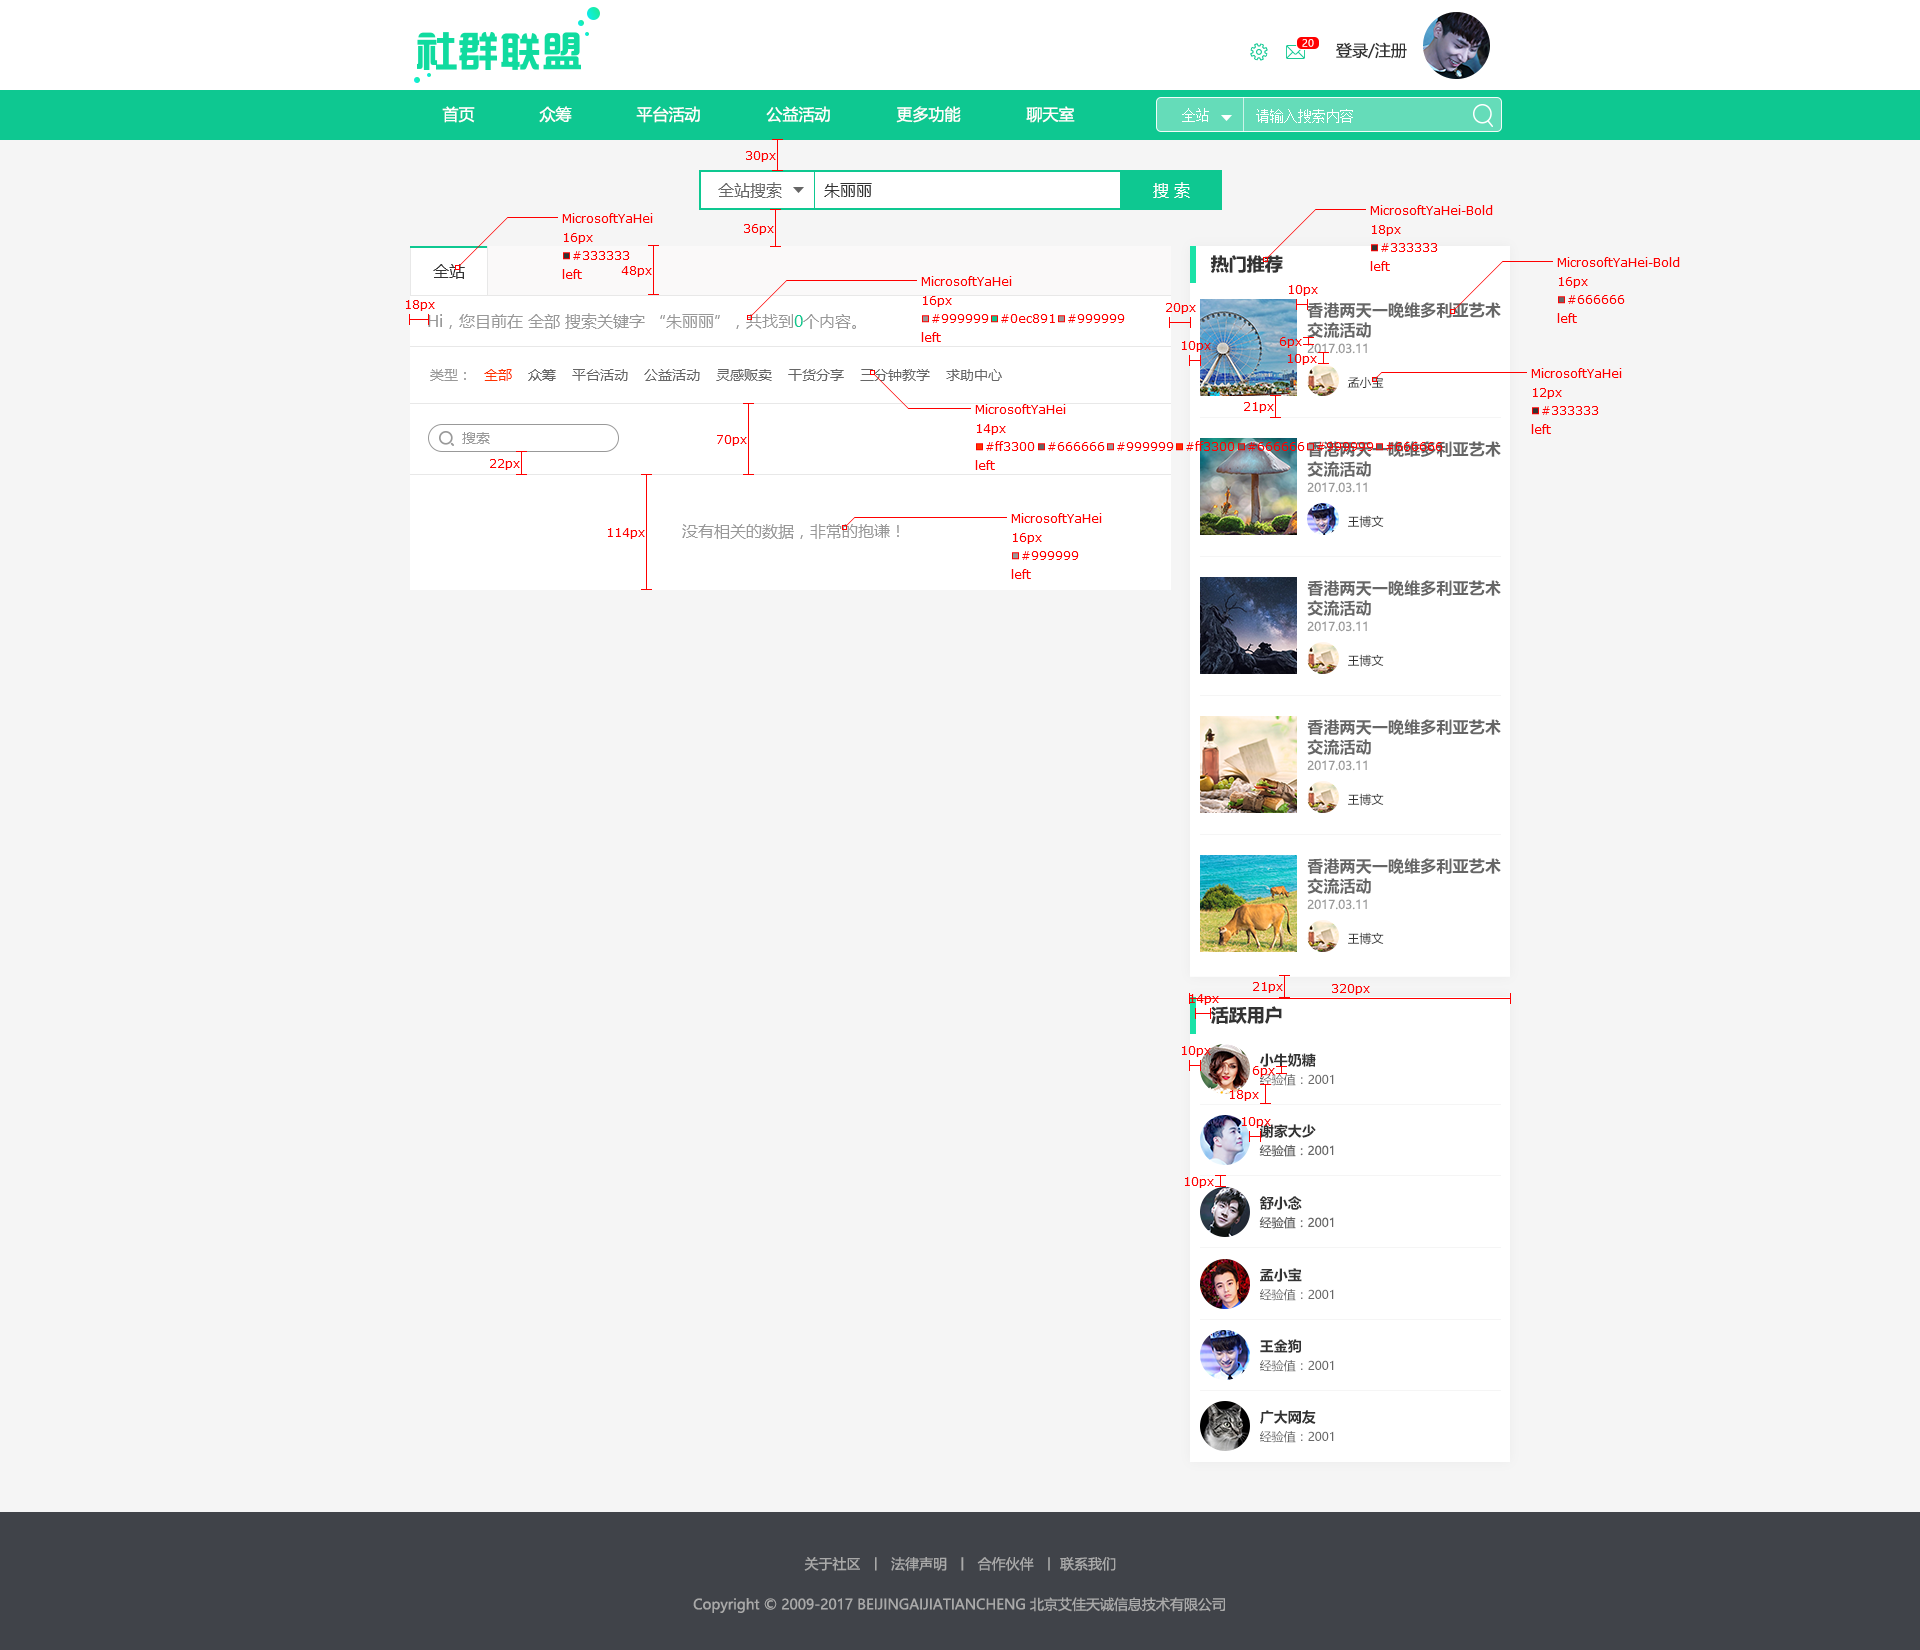 社群联盟
20
登录/注册
首页 众筹 平台活动 公益活动 更多功能 聊天室 全站 请输入搜索内容
30px
全站搜索 朱丽丽 搜 索
36px
MicrosoftYaHei
16px
#333333
left
48px
MicrosoftYaHei-Bold
18px
#333333
left
全站
热门推荐
MicrosoftYaHei-Bold
16px
#666666
left
MicrosoftYaHei
16px
#999999 #0ec891 #999999
left
18px
Hi，您目前在 全部 搜索关键字 “朱丽丽” ，共找到0个内容。
类型： 全部 众筹 平台活动 公益活动 灵感贩卖 干货分享 三分钟教学 求助中心
MicrosoftYaHei
14px
#ff3300 #666666 #999999 #ff3300 #666666 #999999 #666666
left
搜索
70px
22px
114px
没有相关的数据，非常的抱谦！
MicrosoftYaHei
16px
#999999
left
20px
10px
10px
香港两天一晚维多利亚艺术
交流活动
6px
2017.03.11
10px
孟小宝
21px
MicrosoftYaHei
12px
#333333
left
香港两天一晚维多利亚艺术
交流活动
2017.03.11
王博文
香港两天一晚维多利亚艺术
交流活动
2017.03.11
王博文
香港两天一晚维多利亚艺术
交流活动
2017.03.11
王博文
香港两天一晚维多利亚艺术
交流活动
2017.03.11
王博文
21px
320px
14px
活跃用户
10px
小牛奶糖
6px
经验值：2001
18px
10px
谢家大少
经验值：2001
10px
舒小念
经验值：2001
孟小宝
经验值：2001
王金狗
经验值：2001
广大网友
经验值：2001
关于社区 | 法律声明 | 合作伙伴 | 联系我们
Copyright © 2009-2017 BEIJINGAIJIATIANCHENG 北京艾佳天诚信息技术有限公司